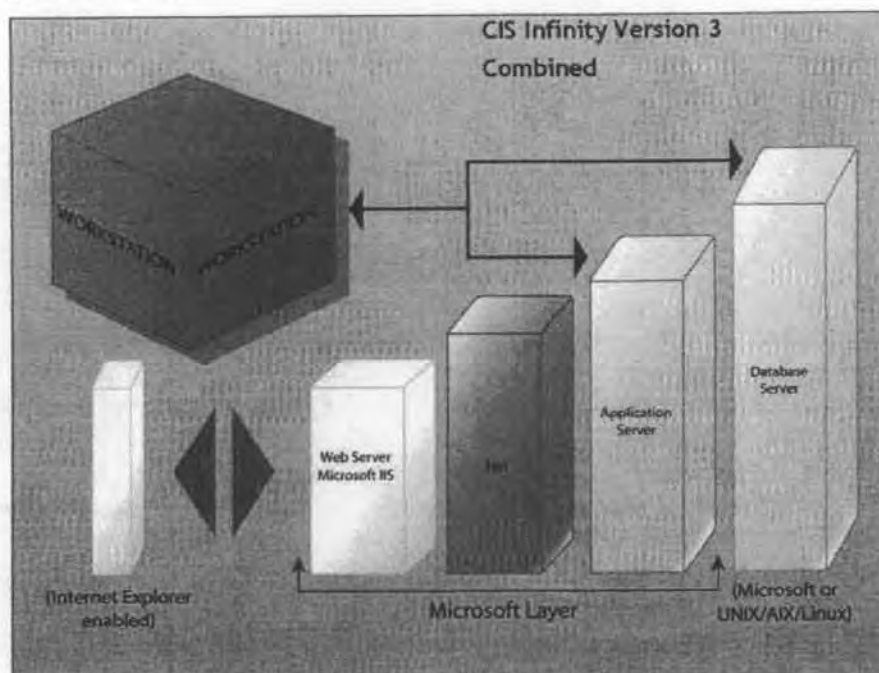 CIS Infinity Version 3
Combined
WORKSTATION
WORKSTATION
Database
Server
Application
Server
Web Server
Microsoft IIS
(Internet Explorer
enabled)
Microsoft Layer
(Microsoft or
UNIX/AIX/Linux)